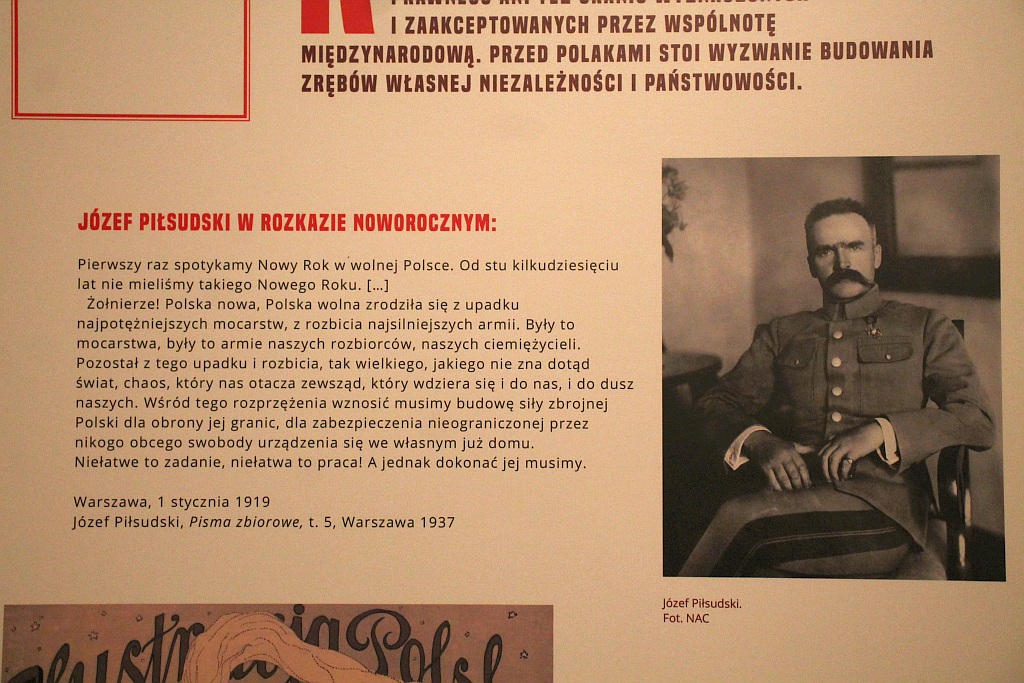 I ZAAKCEPTOWANYCH PRZEZ WSPÓLNOTĘ
MIĘDZYNARODOWĄ. PRZED POLAKAMI STOI WYZWANIE BUDOWANIA
ZRĘBÓW WŁASNEJ NIEZALEŻNOŚCI I PAŃSTWOWOŚCI.
JÓZEF PIŁSUDSKI W ROZKAZIE NOWOROCZNYM:
Pierwszy raz spotykamy Nowy Rok w wolnej Polsce. Od stu kilkudziesięciu
lat nie mieliśmy takiego Nowego Roku. [...]
Żołnierze! Polska nowa, Polska wolna zrodziła się z upadku
najpotężniejszych mocarstw, z rozbicia najsilniejszych armii. Były to
mocarstwa, były to armie naszych rozbiorców, naszych ciemiężycieli.
Pozostał z tego upadku i rozbicia, tak wielkiego, jakiego nie zna dotąd
świat, chaos, który nas otacza zewsząd, który wdziera się i do nas, i do dusz
naszych. Wśród tego rozprzężenia wznosić musimy budowę siły zbrojnej
Polski dla obrony jej granic, dla zabezpieczenia nieograniczonej przez
nikogo obcego swobody urządzenia się we własnym już domu.
Niełatwe to zadanie, niełatwa to praca! A jednak dokonać jej musimy.
Warszawa, 1 stycznia 1919
Józef Piłsudski, Pisma zbiorowe, t. 5, Warszawa 1937
Józef Piłsudski.
Fot. NAC